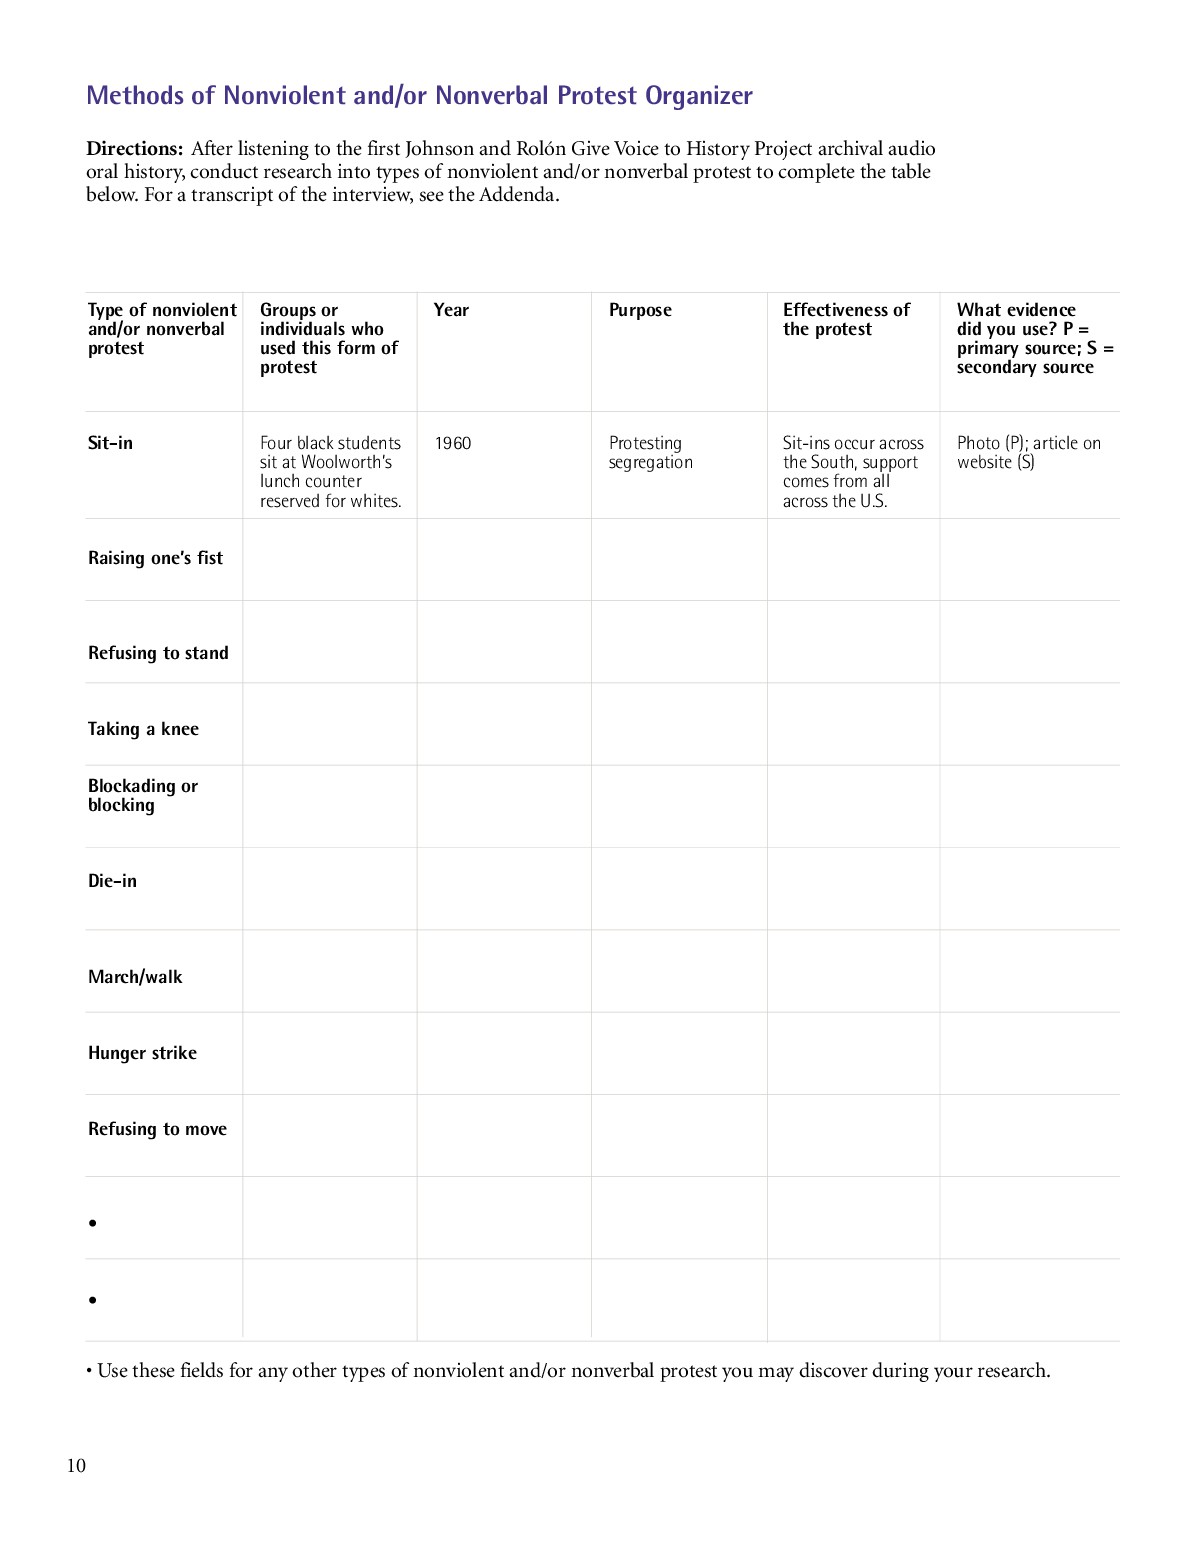 Methods of Nonviolent and/or Nonverbal Protest Organizer
Directions: After listening to the first Johnson and Rolón Give Voice to History Project archival audio
oral history, conduct research into types of nonviolent and/or nonverbal protest to complete the table
below. For a transcript of the interview, see the Addenda.
Type of nonviolent
and/or nonverbal
protest
Groups or
individuals who
used this form of
protest
Year
Purpose
Effectiveness of
the protest
What evidence
did you use? P =
primary source; S =
secondary source
Sit-in
Four black students
sit at Woolworth's
lunch counter
reserved for whites.
1960
Protesting
segregation
Sit-ins occur across
the South, support
comes from all
across the U.S.
Photo (P); article on
website (S)
Raising one's fist
Refusing to stand
Taking a knee
Blockading or
blocking
Die-in
March/walk
Hunger strike
Refusing to move
•
•
• Use these fields for any other types of nonviolent and/or nonverbal protest you may discover during your research.
10